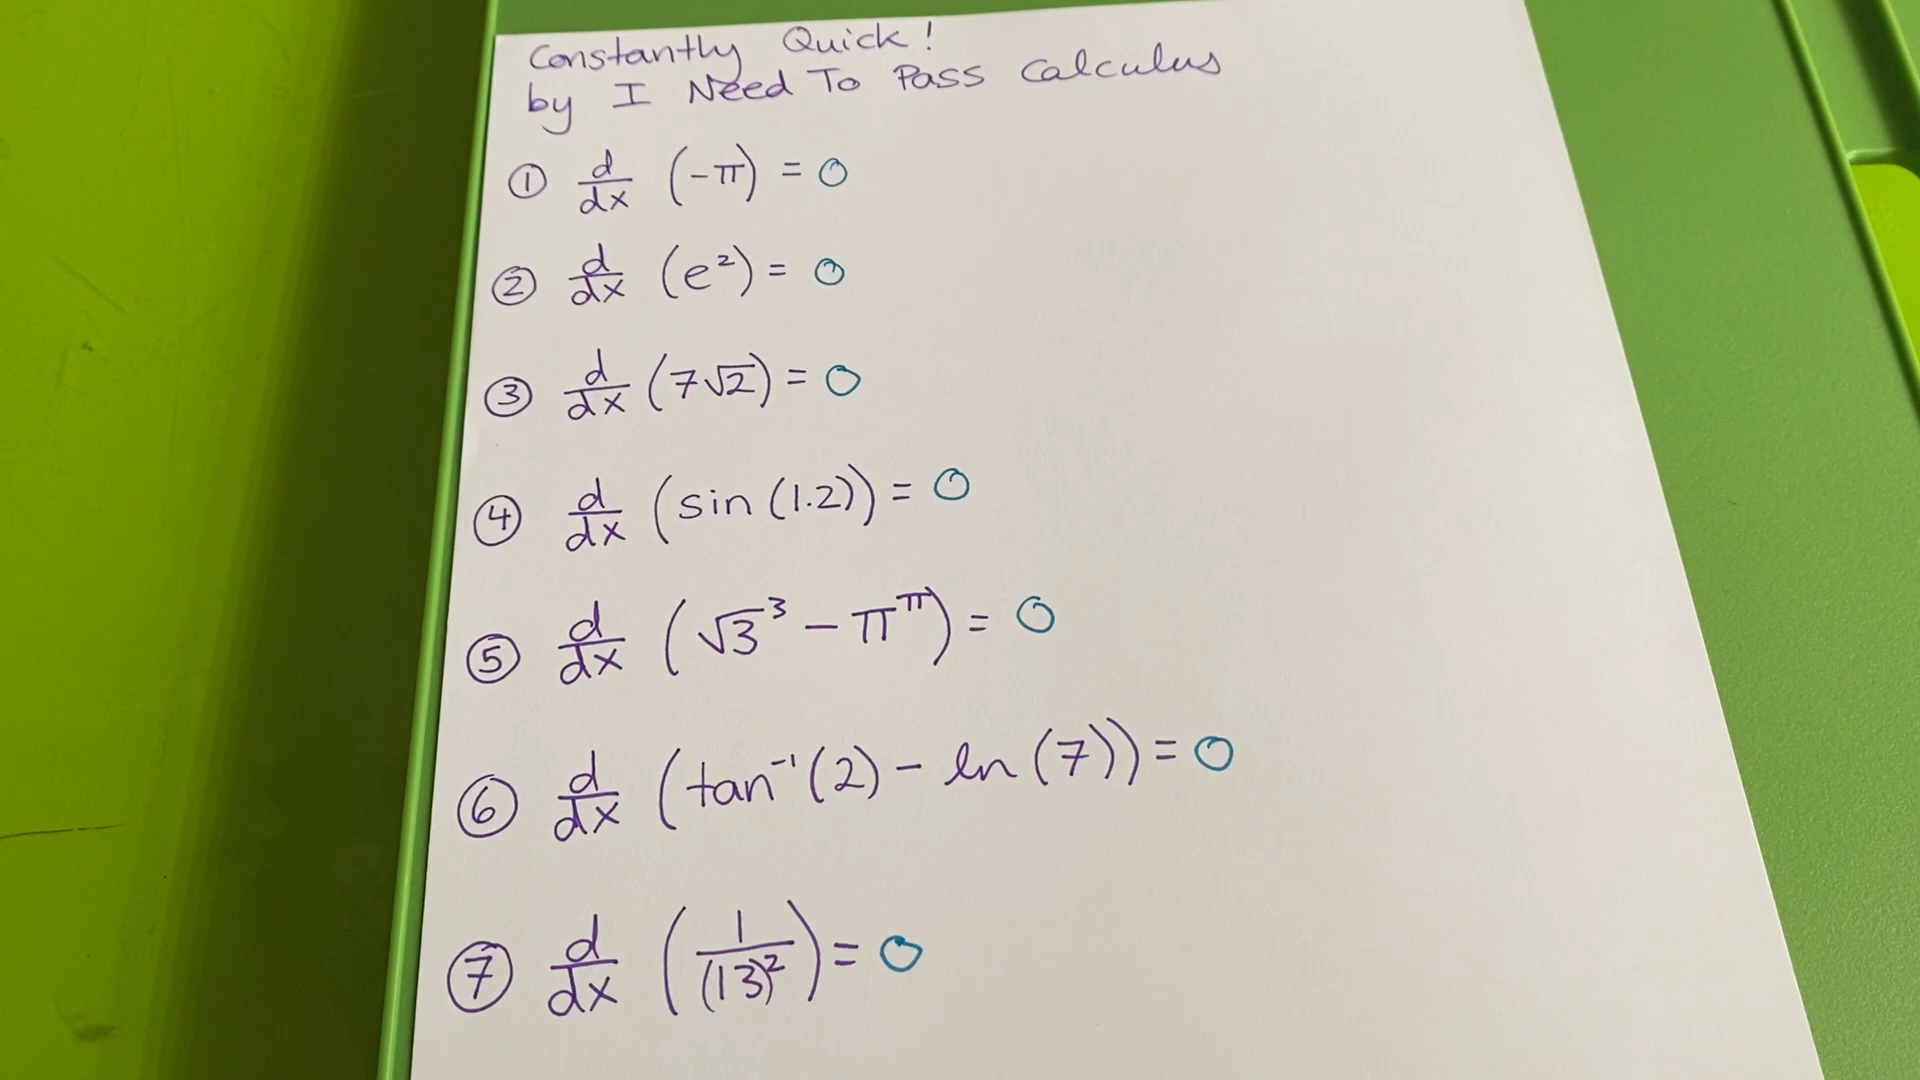 Constantly Quick!
by I Need To Pass Calculus
① d/dx (-π) = 0
② d/dx (e²) = 0
③ d/dx (7√2) = 0
④ d/dx (sin (1.2)) = 0
⑤ d/dx (√3³ - π^π) = 0
⑥ d/dx (tan⁻¹(2) - ln (7)) = 0
⑦ d/dx (1/(13)²) = 0